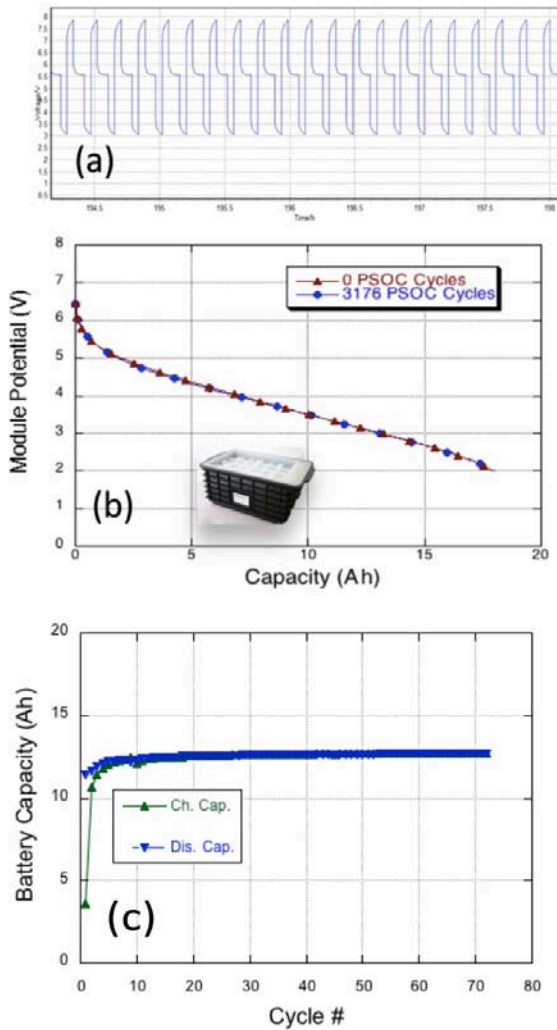 8
7.5
7
6.5
6
5.5
5
4.5
4
3.5
3
2.5
2
1.5
1
0.5
Voltage/V
(a)
194.5 195 195.5 196 196.5 197 197.5 198
Time/h
8
7
6
5
4
3
2
1
0
Module Potential (V)
0 PSOC Cycles
3176 PSOC Cycles
(b)
0 5 10 15 20
Capacity (Ah)
20
15
10
5
0
Battery Capacity (Ah)
Ch. Cap.
Dis. Cap.
(c)
0 10 20 30 40 50 60 70 80
Cycle #